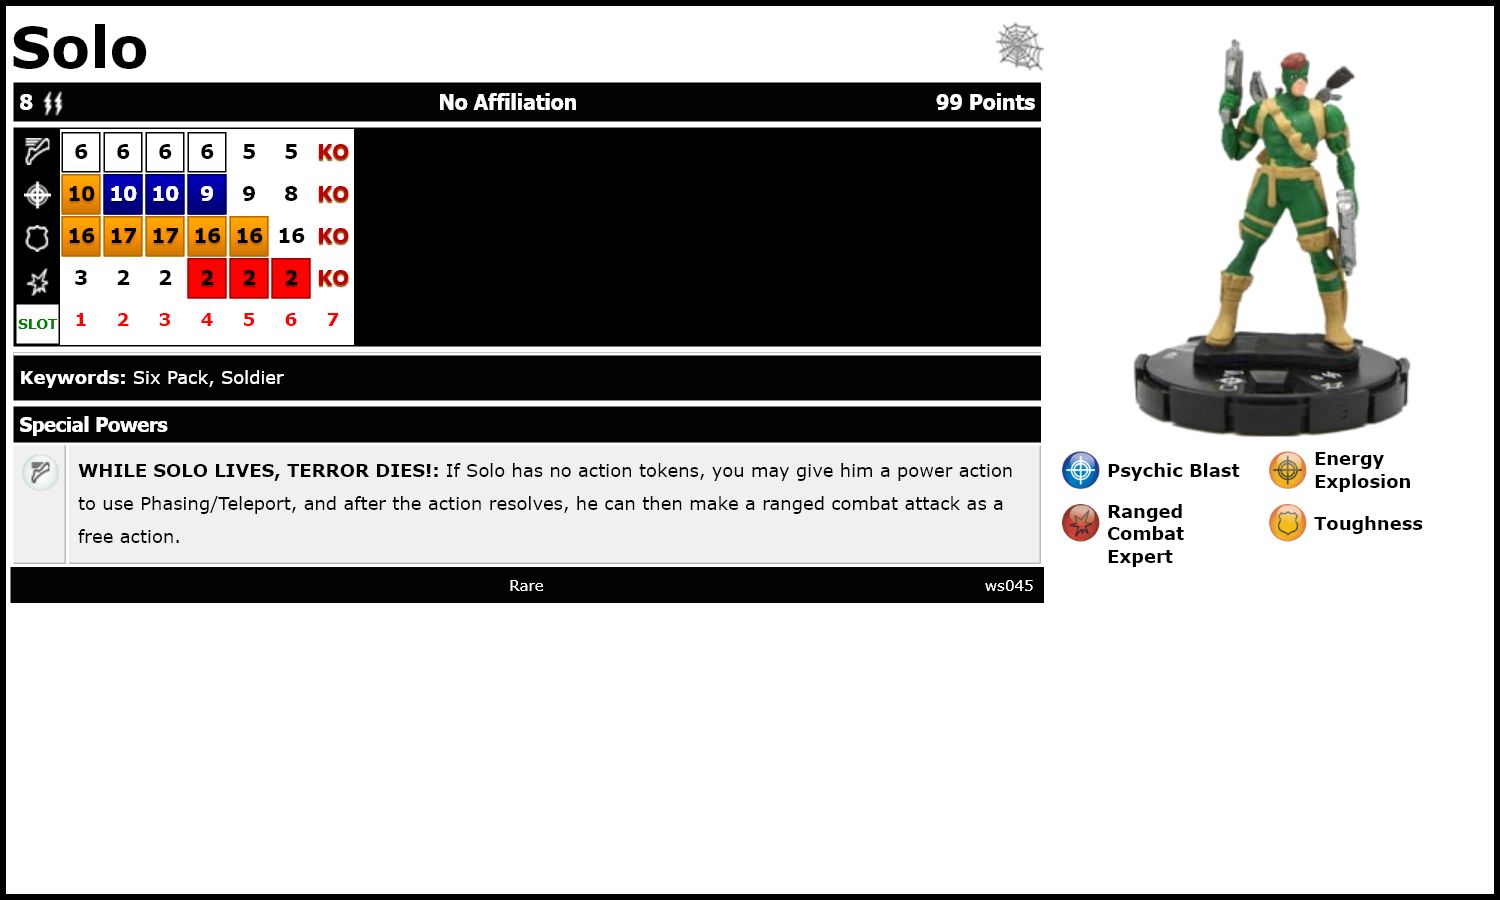 Solo
8 No Affiliation 99 Points
6 6 6 6 5 5 KO
10 10 10 9 9 8 KO
16 17 17 16 16 16 KO
3 2 2 2 2 2 KO
SLOT 1 2 3 4 5 6 7
Keywords: Six Pack, Soldier
Special Powers
WHILE SOLO LIVES, TERROR DIES!: If Solo has no action tokens, you may give him a power action
to use Phasing/Teleport, and after the action resolves, he can then make a ranged combat attack as a
free action.
Rare ws045
Psychic Blast
Energy
Explosion
Ranged
Combat
Expert
Toughness